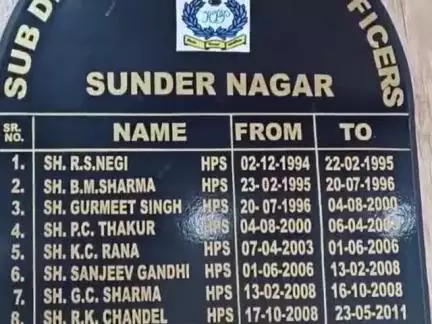 SUB D
FFICERS
SUNDER NAGAR
SR. NO. NAME FROM TO
1. SH. R.S.NEGI HPS 02-12-1994 22-02-1995
2. SH. B.M.SHARMA HPS 23-02-1995 20-07-1996
3. SH. GURMEET SINGH HPS 20-07-1996 04-08-2000
4. SH. P.C. THAKUR HPS 04-08-2000 06-04-2003
5. SH. K.C. RANA HPS 07-04-2003 01-06-2006
6. SH. SANJEEV GANDHI HPS 01-06-2006 13-02-2008
7. SH. G.C. SHARMA HPS 13-02-2008 16-10-2008
8. SH. R.K. CHANDEL HPS 17-10-2008 23-05-2011